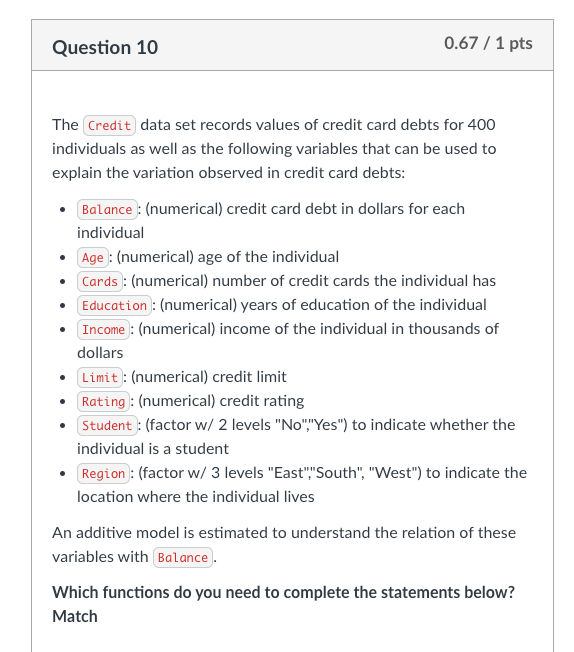 Question 10
0.67 / 1 pts
The Credit data set records values of credit card debts for 400
individuals as well as the following variables that can be used to
explain the variation observed in credit card debts:
• Balance: (numerical) credit card debt in dollars for each
individual
• Age: (numerical) age of the individual
• Cards: (numerical) number of credit cards the individual has
• Education: (numerical) years of education of the individual
• Income: (numerical) income of the individual in thousands of
dollars
• Limit: (numerical) credit limit
• Rating: (numerical) credit rating
• Student: (factor w/ 2 levels "No","Yes") to indicate whether the
individual is a student
• Region: (factor w/ 3 levels "East","South", "West") to indicate the
location where the individual lives
An additive model is estimated to understand the relation of these
variables with Balance.
Which functions do you need to complete the statements below?
Match